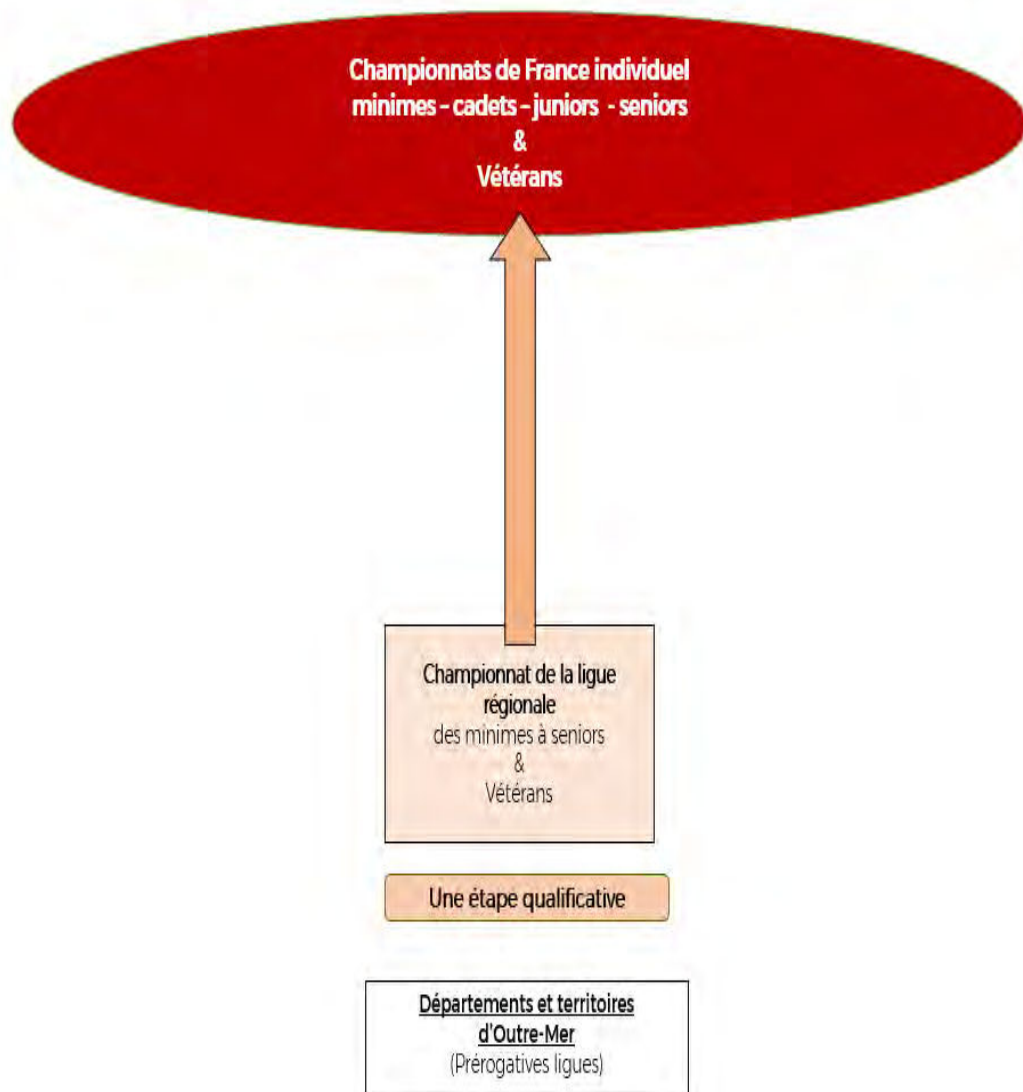 Championnats de France individuel
minimes – cadets – juniors - seniors
&
Vétérans
Championnat de la ligue
régionale
des minimes à seniors
&
Vétérans
Une étape qualificative
Départements et territoires
d'Outre-Mer
(Prérogatives ligues)